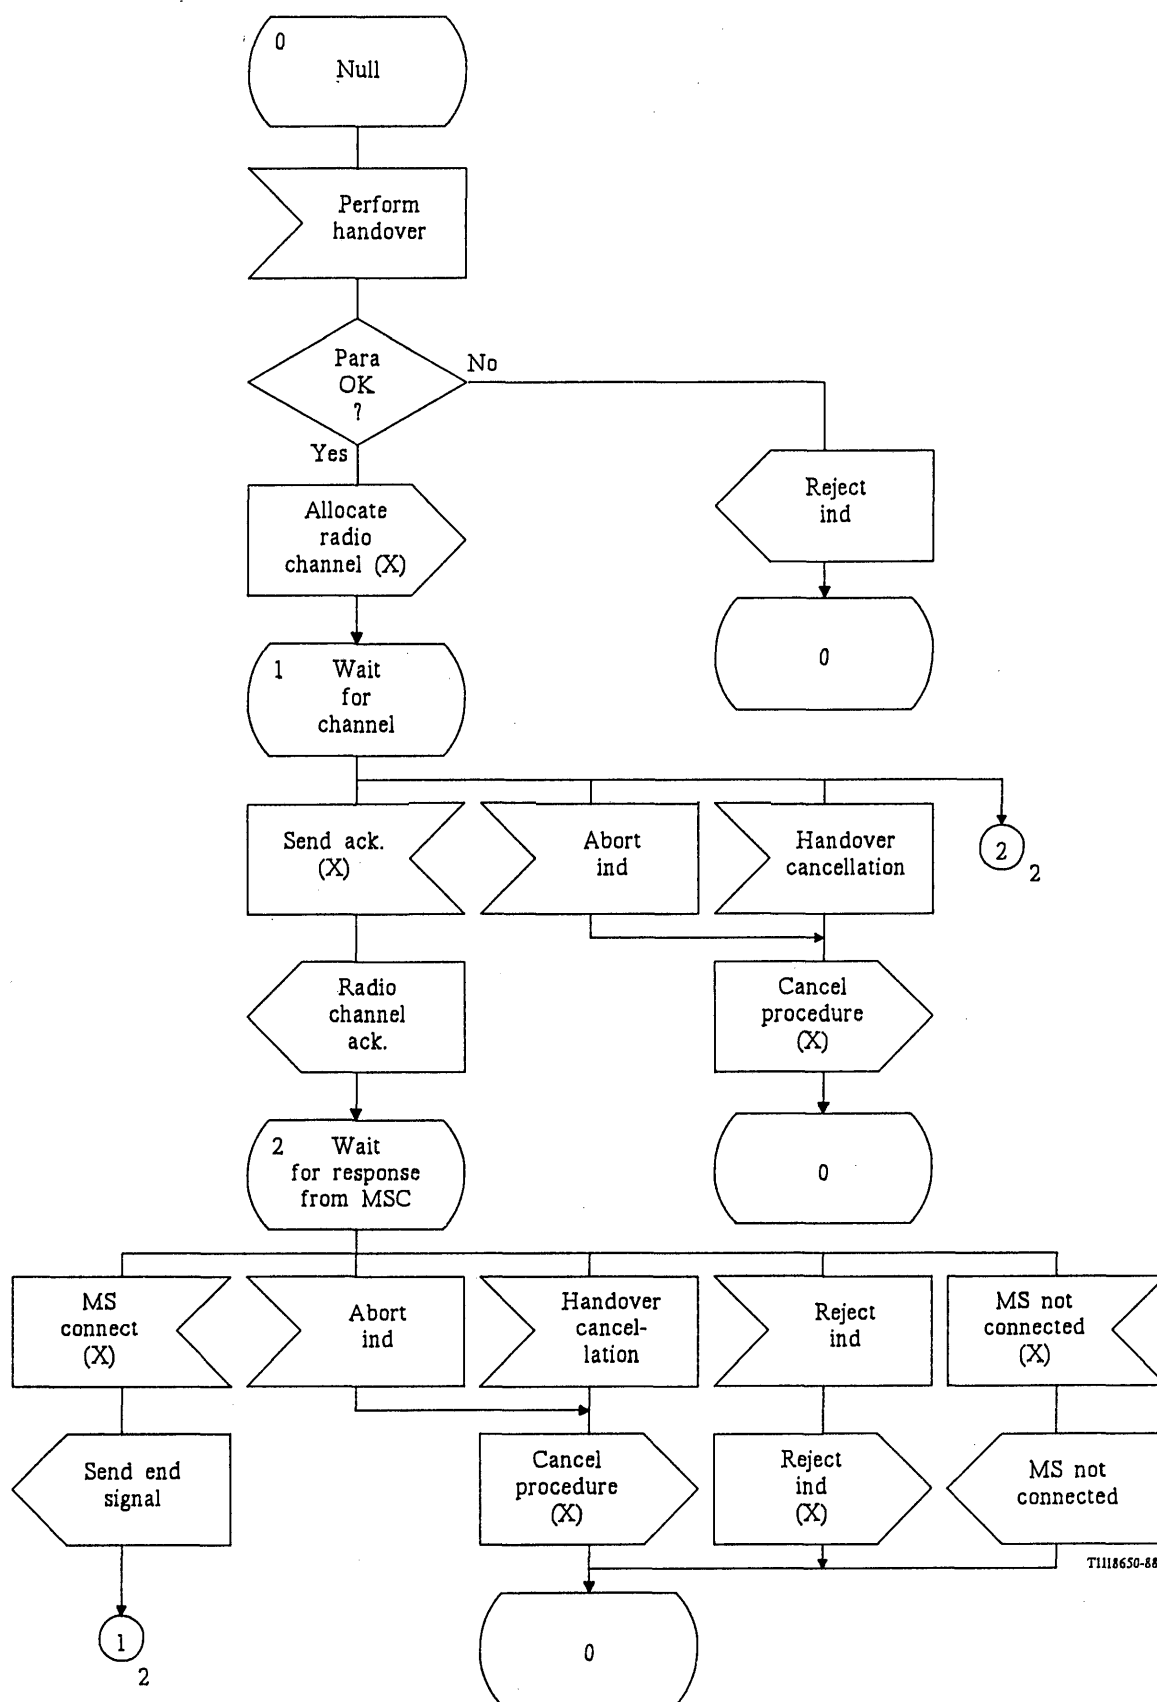 0
Null
Perform
handover
Para
OK
?
No
Yes
Allocate
radio
channel (X)
Reject
ind
0
1 Wait
for
channel
Send ack.
(X)
Abort
ind
Handover
cancellation
2
2
Radio
channel
ack.
Cancel
procedure
(X)
2 Wait
for response
from MSC
0
MS
connect
(X)
Abort
ind
Handover
cancel-
lation
Reject
ind
MS not
connected
(X)
Send end
signal
Cancel
procedure
(X)
Reject
ind
(X)
MS not
connected
T1118650-88
1
2
0